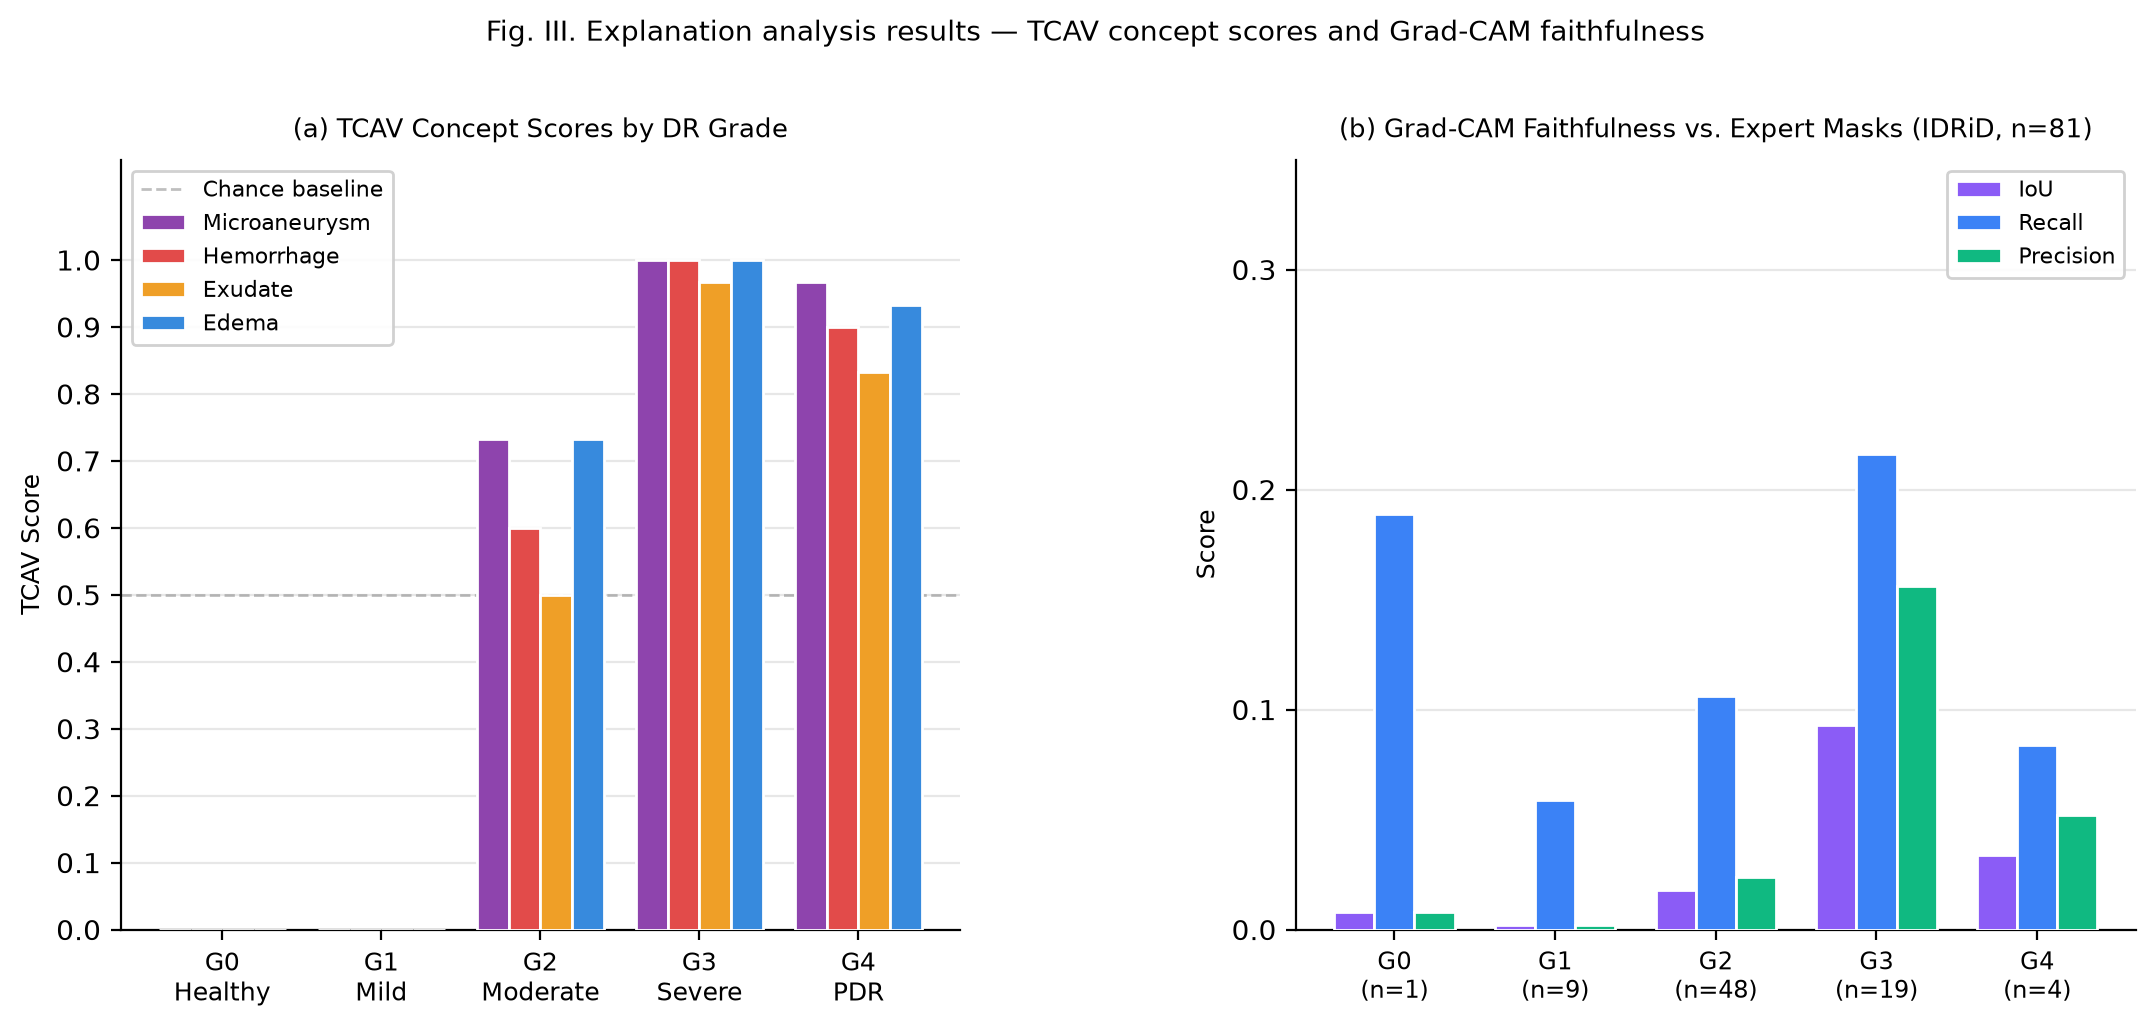 Fig. III. Explanation analysis results — TCAV concept scores and Grad-CAM faithfulness
(a) TCAV Concept Scores by DR Grade
Chance baseline
Microaneurysm
Hemorrhage
Exudate
Edema
TCAV Score
1.0
0.9
0.8
0.7
0.6
0.5
0.4
0.3
0.2
0.1
0.0
G0 G1 G2 G3 G4
Healthy Mild Moderate Severe PDR
(b) Grad-CAM Faithfulness vs. Expert Masks (IDRiD, n=81)
IoU
Recall
Precision
Score
0.3
0.2
0.1
0.0
G0 G1 G2 G3 G4
(n=1) (n=9) (n=48) (n=19) (n=4)